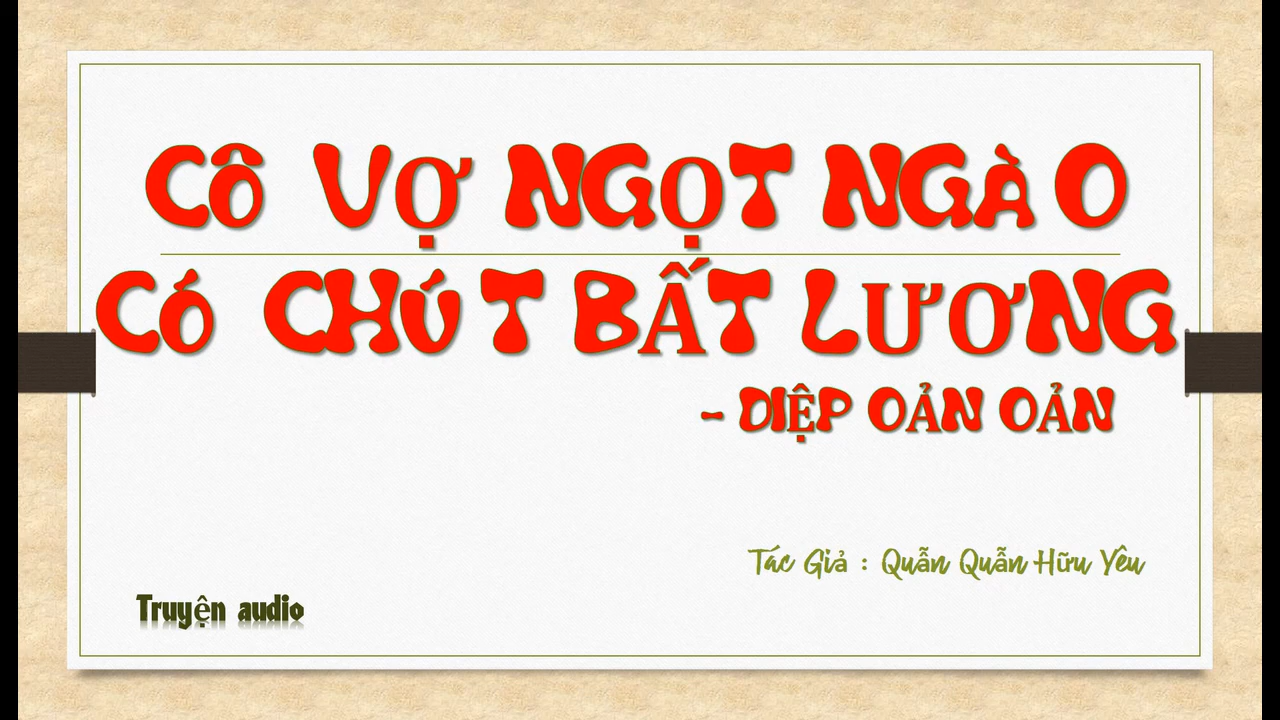 CÔ VỢ NGỌT NGÀO
CÓ CHÚT BẤT LƯƠNG
- DIỆP OẢN OẢN
Tác Giả : Quẫn Quẫn Hữu Yêu
Truyện audio